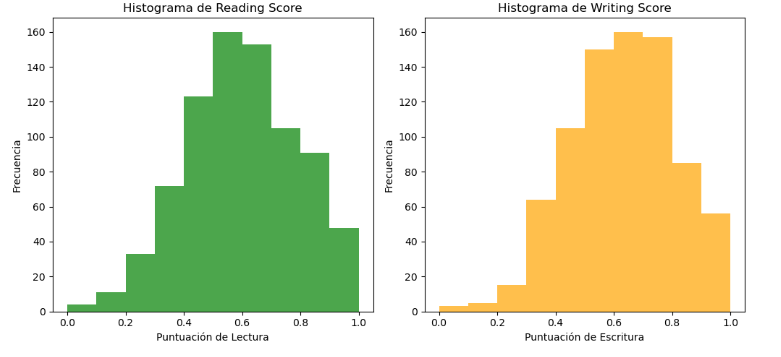 Histograma de Reading Score
160
140
120
100
80
60
40
20
0
Frecuencia
0.0 0.2 0.4 0.6 0.8 1.0
Puntuación de Lectura
Histograma de Writing Score
160
140
120
100
80
60
40
20
0
Frecuencia
0.0 0.2 0.4 0.6 0.8 1.0
Puntuación de Escritura